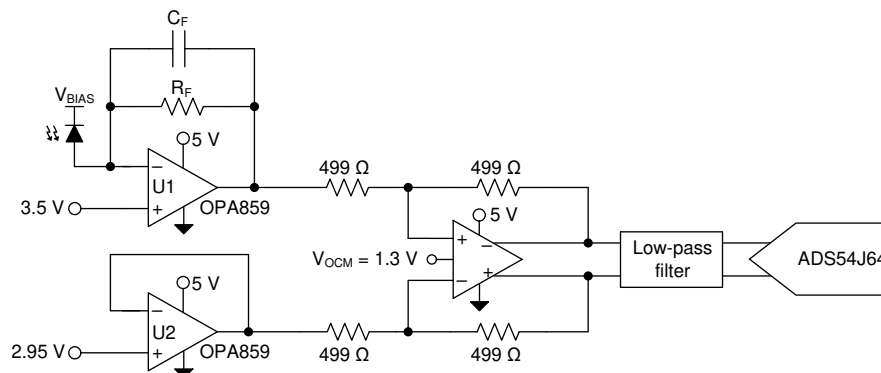 CF
RF
VBIAS
5 V
−
U1
+
OPA859
3.5 V
499 Ω
499 Ω
5 V
+
−
VOCM = 1.3 V
+
−
Low-pass
filter
ADS54J64
5 V
−
U2
+
OPA859
2.95 V
499 Ω
499 Ω